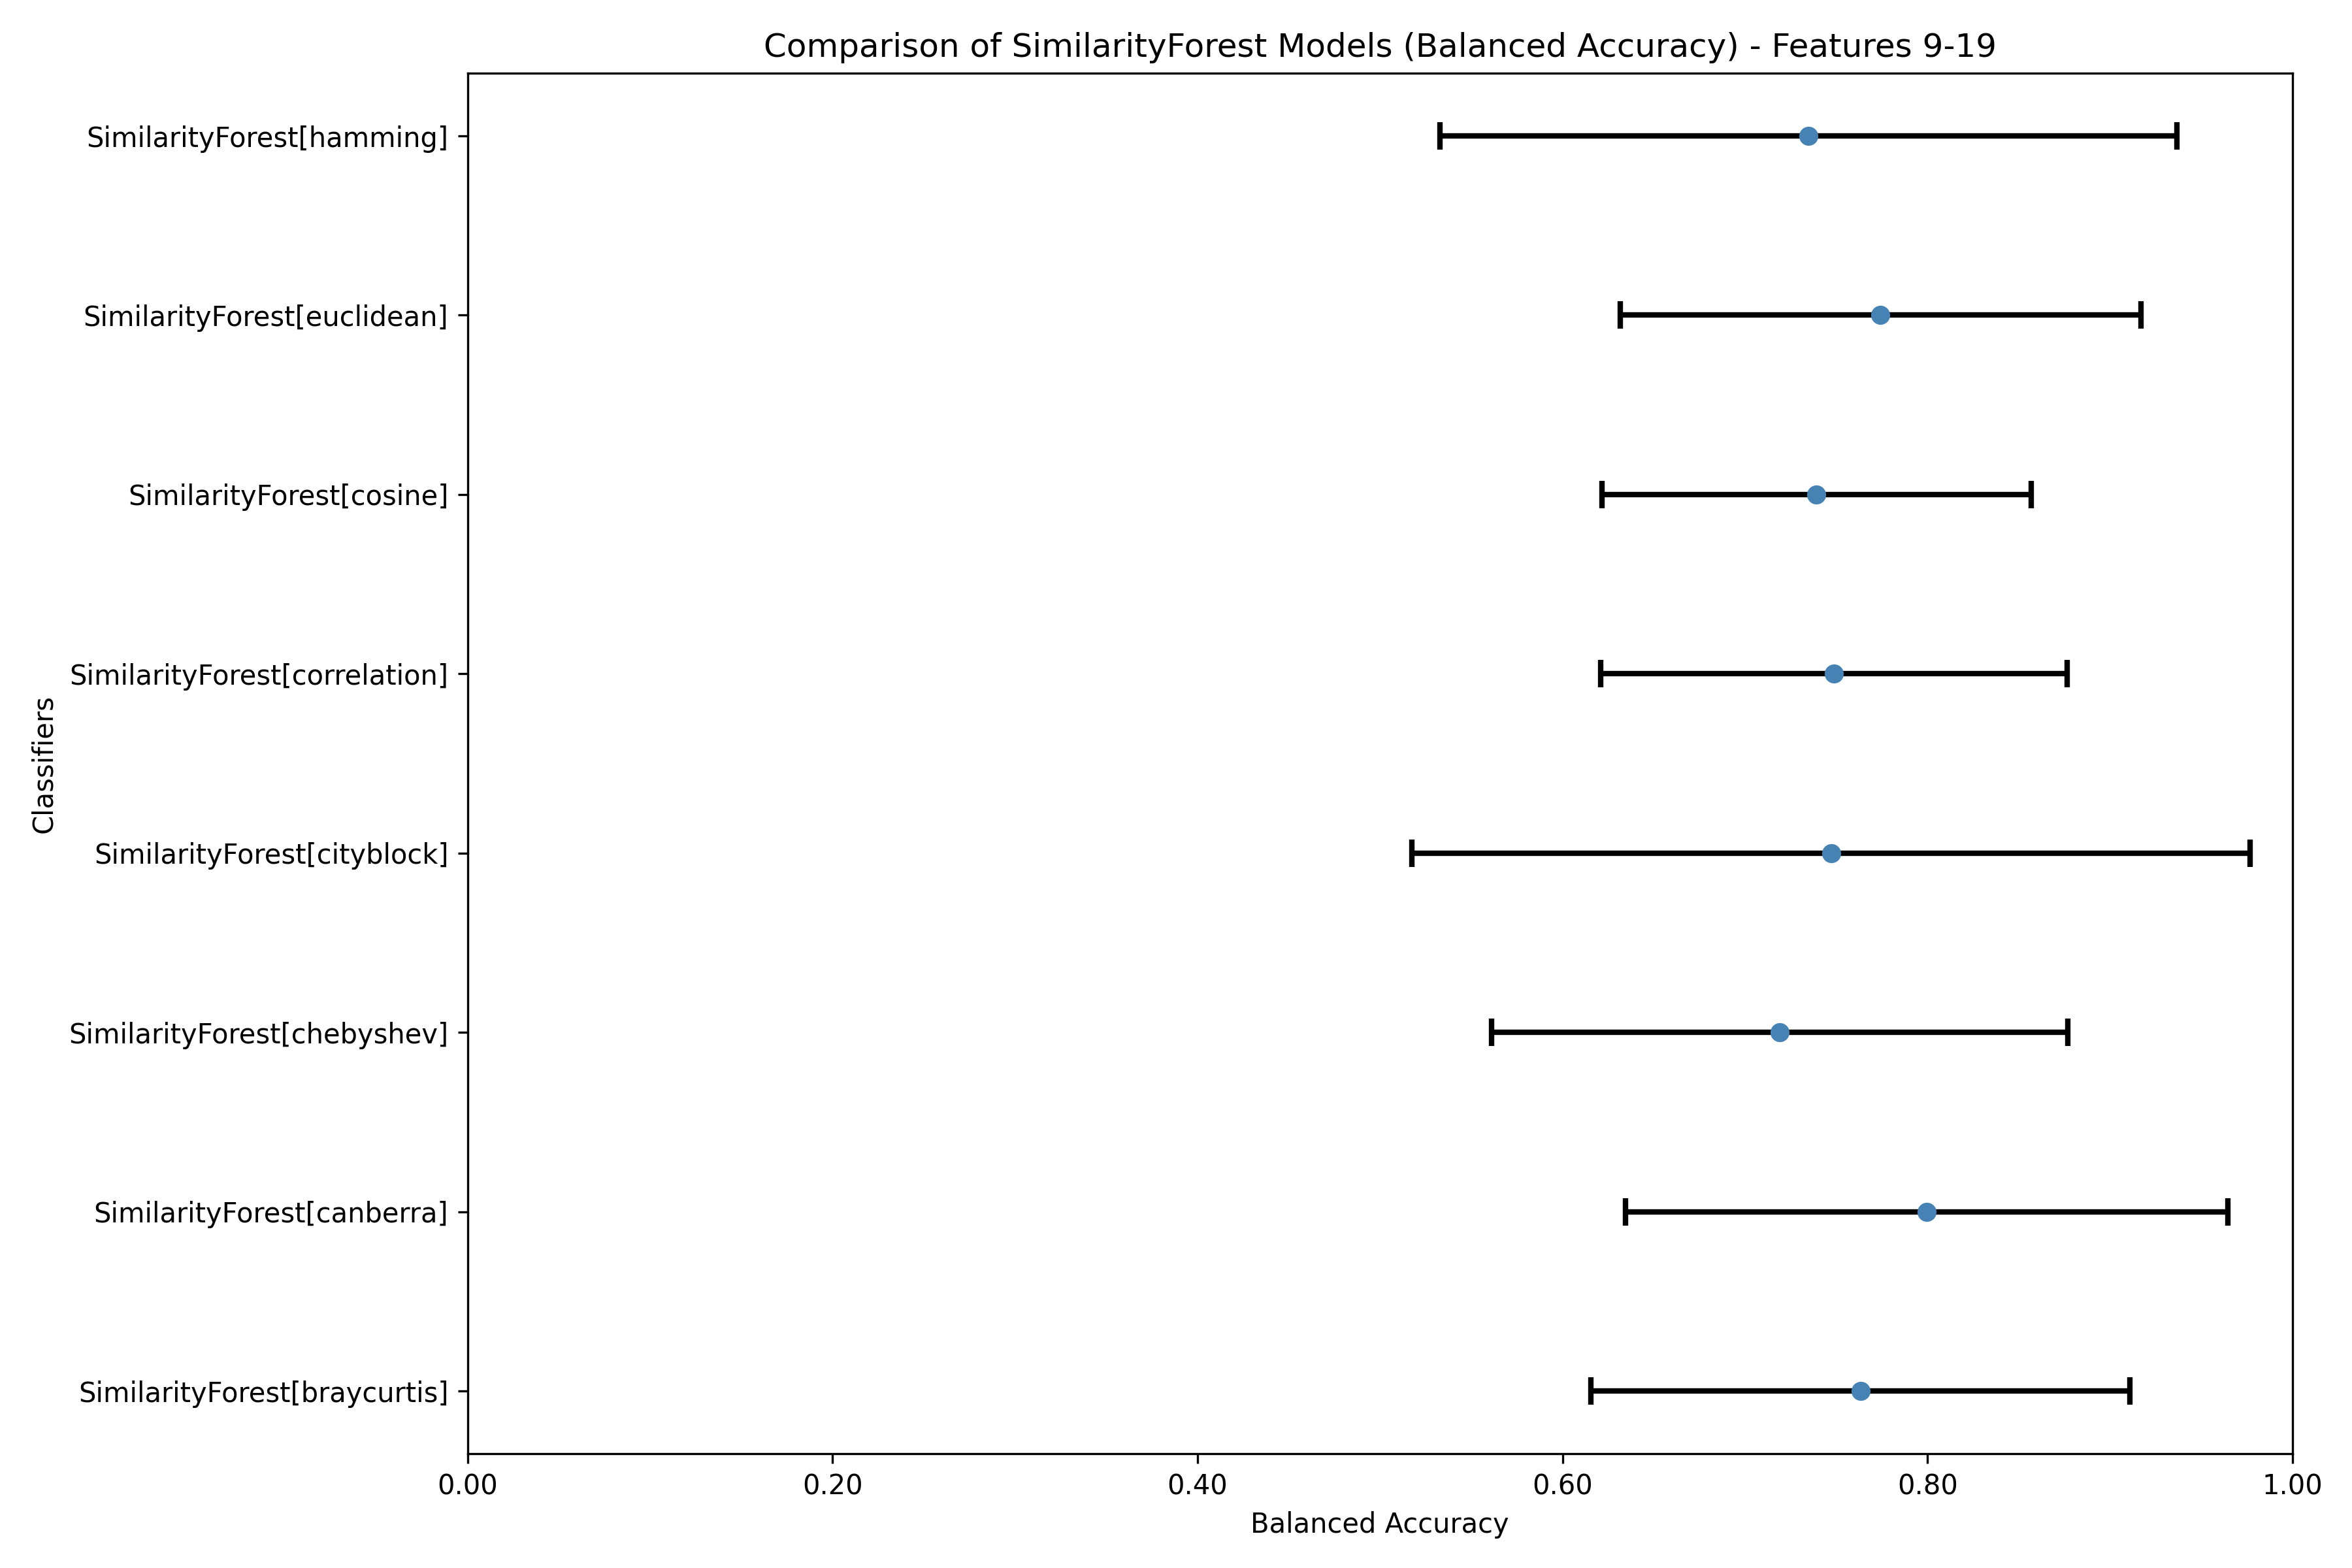 Comparison of SimilarityForest Models (Balanced Accuracy) - Features 9-19
SimilarityForest[hamming]
SimilarityForest[euclidean]
SimilarityForest[cosine]
SimilarityForest[correlation]
SimilarityForest[cityblock]
SimilarityForest[chebyshev]
SimilarityForest[canberra]
SimilarityForest[braycurtis]
Classifiers
0.00 0.20 0.40 0.60 0.80 1.00
Balanced Accuracy